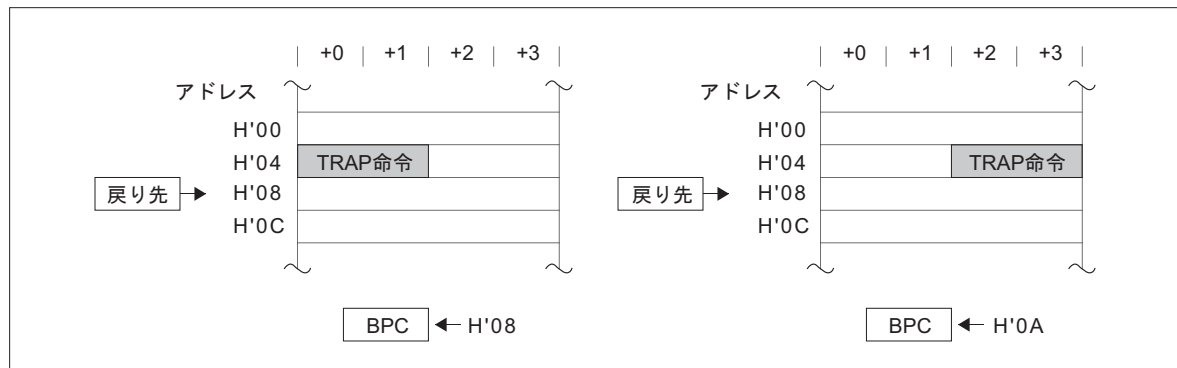 +0 +1 +2 +3
アドレス
H'00
H'04 TRAP命令
戻り先 H'08
H'0C
BPC ← H'08
+0 +1 +2 +3
アドレス
H'00
H'04 TRAP命令
戻り先 H'08
H'0C
BPC ← H'0A